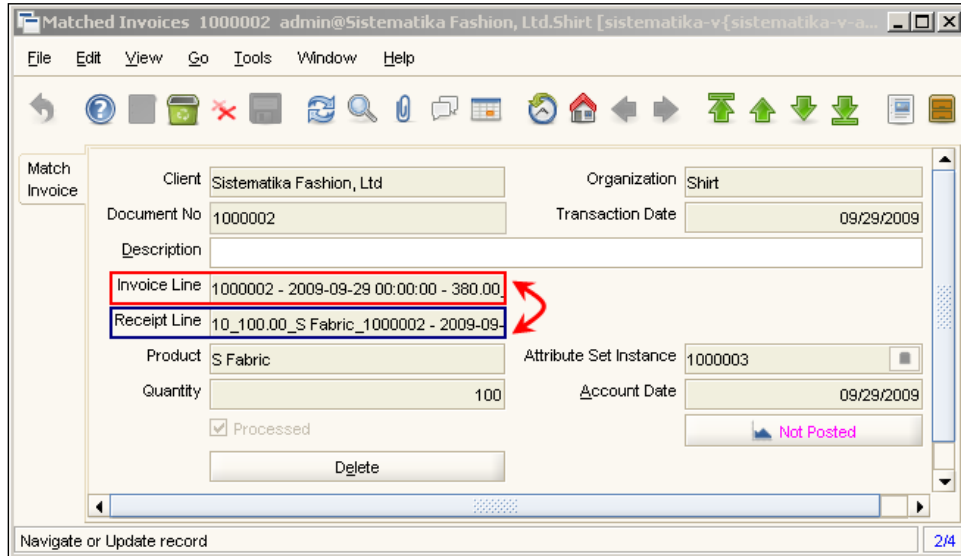 Matched Invoices 1000002 admin@Sistematika Fashion, Ltd.Shirt [sistematika-v{sistematika-v-a...
File Edit View Go Tools Window Help
Match Invoice
Client Sistematika Fashion, Ltd Organization Shirt
Document No 1000002 Transaction Date 09/29/2009
Description
Invoice Line 1000002 - 2009-09-29 00:00:00 - 380.00_
Receipt Line 10_100.00_S Fabric_1000002 - 2009-09-
Product S Fabric Attribute Set Instance 1000003
Quantity 100 Account Date 09/29/2009
Processed Not Posted
Delete
Navigate or Update record 2/4